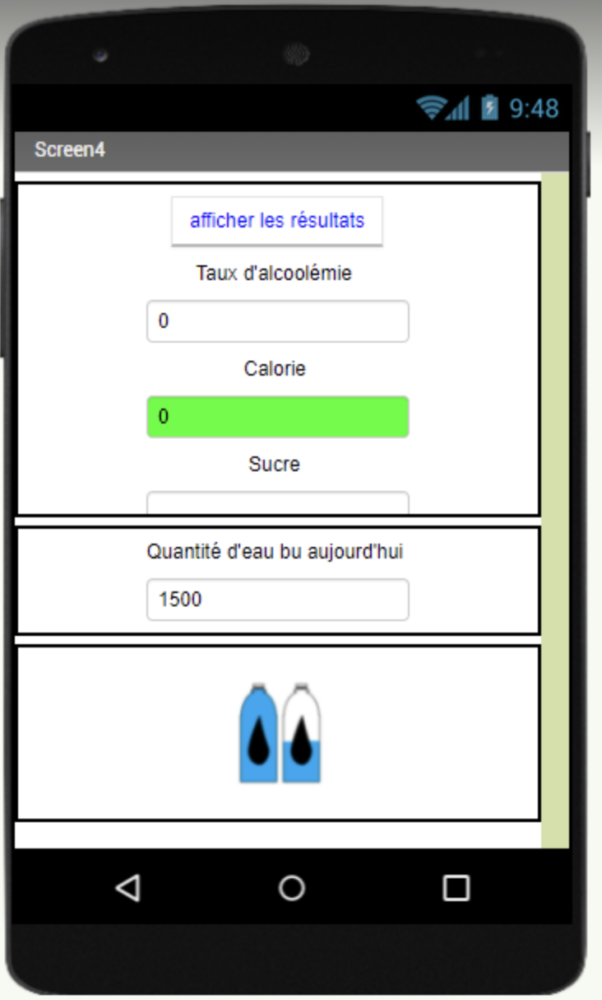 9:48
Screen4
afficher les résultats
Taux d'alcoolémie
0
Calorie
0
Sucre
Quantité d'eau bu aujourd'hui
1500